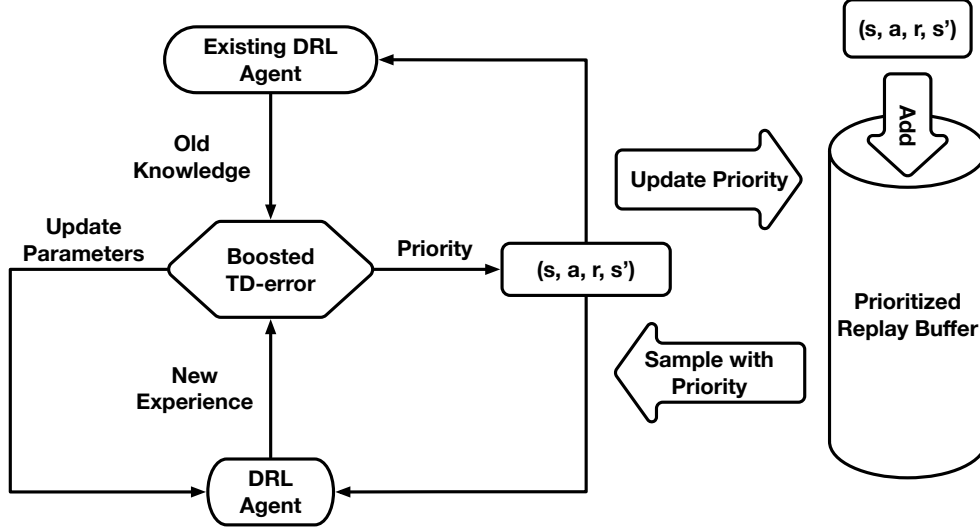 Existing DRL
Agent
(s, a, r, s’)
Add
Old
Knowledge
Update Priority
Update
Parameters
Boosted
TD-error
Priority
(s, a, r, s’)
Prioritized
Replay Buffer
Sample with
Priority
New
Experience
DRL
Agent